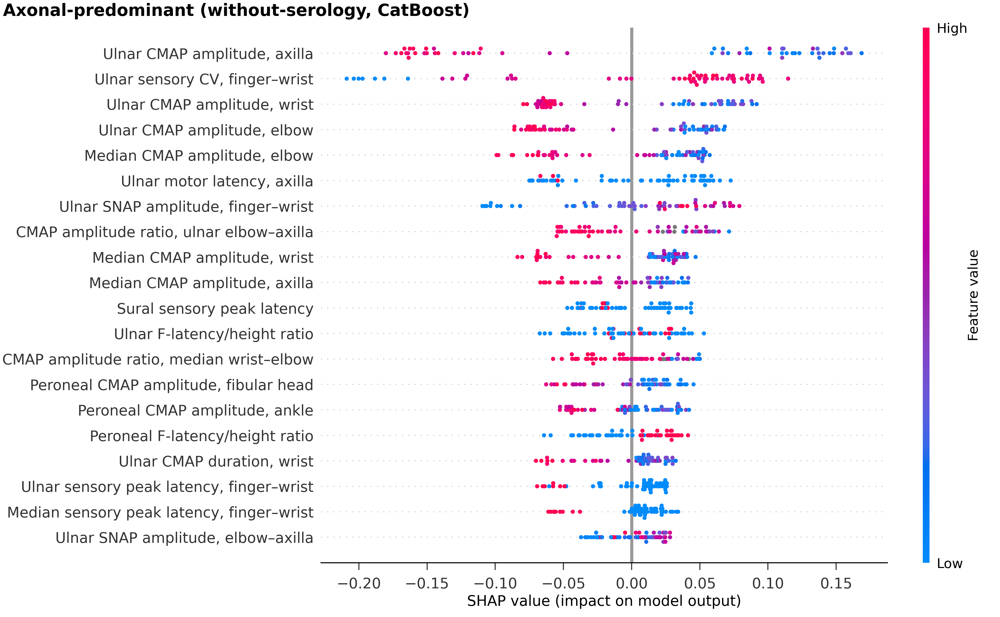 Axonal-predominant (without-serology, CatBoost)
High
Ulnar CMAP amplitude, axilla
Ulnar sensory CV, finger–wrist
Ulnar CMAP amplitude, wrist
Ulnar CMAP amplitude, elbow
Median CMAP amplitude, elbow
Ulnar motor latency, axilla
Ulnar SNAP amplitude, finger–wrist
CMAP amplitude ratio, ulnar elbow–axilla
Median CMAP amplitude, wrist
Median CMAP amplitude, axilla
Sural sensory peak latency
Ulnar F-latency/height ratio
CMAP amplitude ratio, median wrist–elbow
Peroneal CMAP amplitude, fibular head
Peroneal CMAP amplitude, ankle
Peroneal F-latency/height ratio
Ulnar CMAP duration, wrist
Ulnar sensory peak latency, finger–wrist
Median sensory peak latency, finger–wrist
Ulnar SNAP amplitude, elbow–axilla
Feature value
Low
−0.20 −0.15 −0.10 −0.05 0.00 0.05 0.10 0.15
SHAP value (impact on model output)